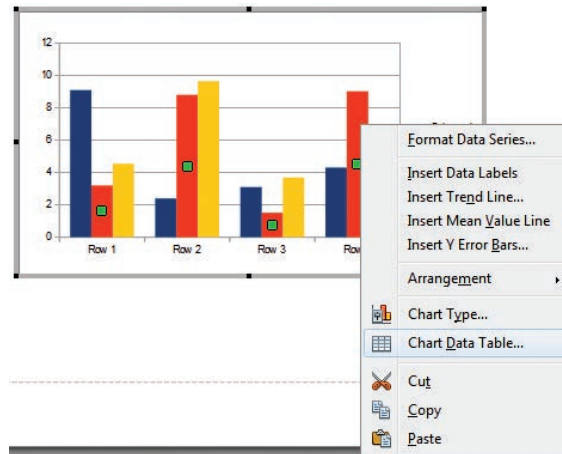 12
10
8
6
4
2
0
Row 1
Row 2
Row 3
Row
Format Data Series...
Insert Data Labels
Insert Trend Line...
Insert Mean Value Line
Insert Y Error Bars...
Arrangement
Chart Type...
Chart Data Table...
Cut
Copy
Paste